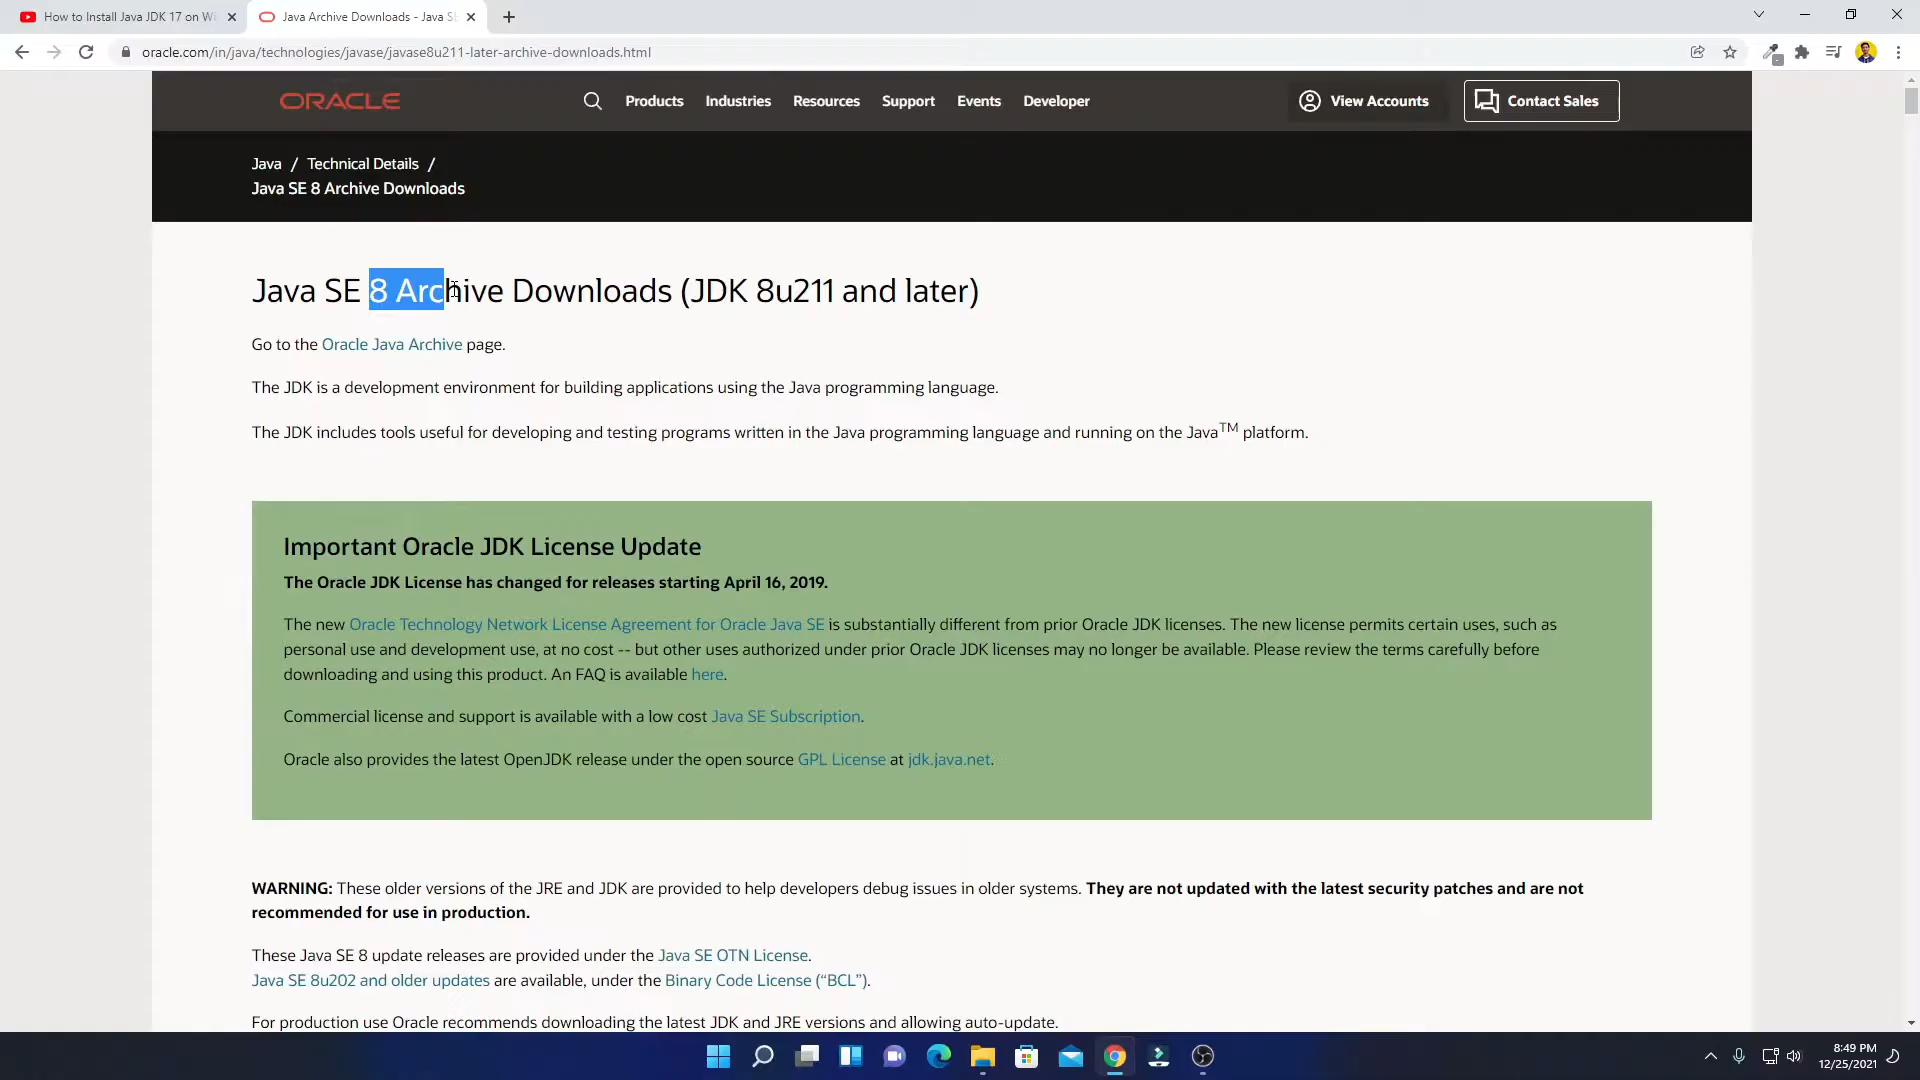 How to Install Java JDK 17 on Wi
Java Archive Downloads - Java SE
oracle.com/in/java/technologies/javase/javase8u211-later-archive-downloads.html
ORACLE
Products Industries Resources Support Events Developer
View Accounts
Contact Sales
Java / Technical Details /
Java SE 8 Archive Downloads
Java SE 8 Archive Downloads (JDK 8u211 and later)
Go to the Oracle Java Archive page.
The JDK is a development environment for building applications using the Java programming language.
The JDK includes tools useful for developing and testing programs written in the Java programming language and running on the Java™ platform.
Important Oracle JDK License Update
The Oracle JDK License has changed for releases starting April 16, 2019.
The new Oracle Technology Network License Agreement for Oracle Java SE is substantially different from prior Oracle JDK licenses. The new license permits certain uses, such as
personal use and development use, at no cost -- but other uses authorized under prior Oracle JDK licenses may no longer be available. Please review the terms carefully before
downloading and using this product. An FAQ is available here.
Commercial license and support is available with a low cost Java SE Subscription.
Oracle also provides the latest OpenJDK release under the open source GPL License at jdk.java.net.
WARNING: These older versions of the JRE and JDK are provided to help developers debug issues in older systems. They are not updated with the latest security patches and are not
recommended for use in production.
These Java SE 8 update releases are provided under the Java SE OTN License.
Java SE 8u202 and older updates are available, under the Binary Code License (“BCL”).
For production use Oracle recommends downloading the latest JDK and JRE versions and allowing auto-update.
8:49 PM
12/25/2021